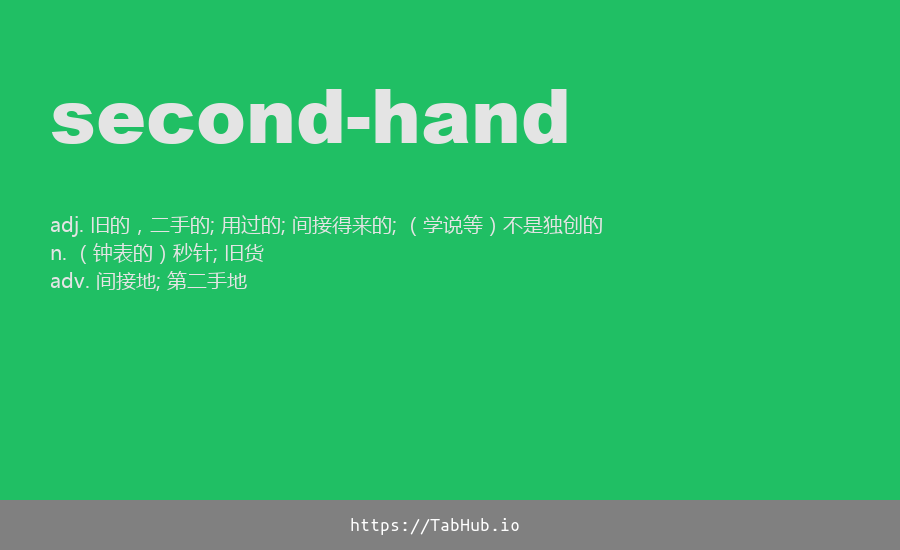 second-hand
adj. 旧的，二手的; 用过的; 间接得来的; （学说等）不是独创的
n. （钟表的）秒针; 旧货
adv. 间接地; 第二手地
https://TabHub.io